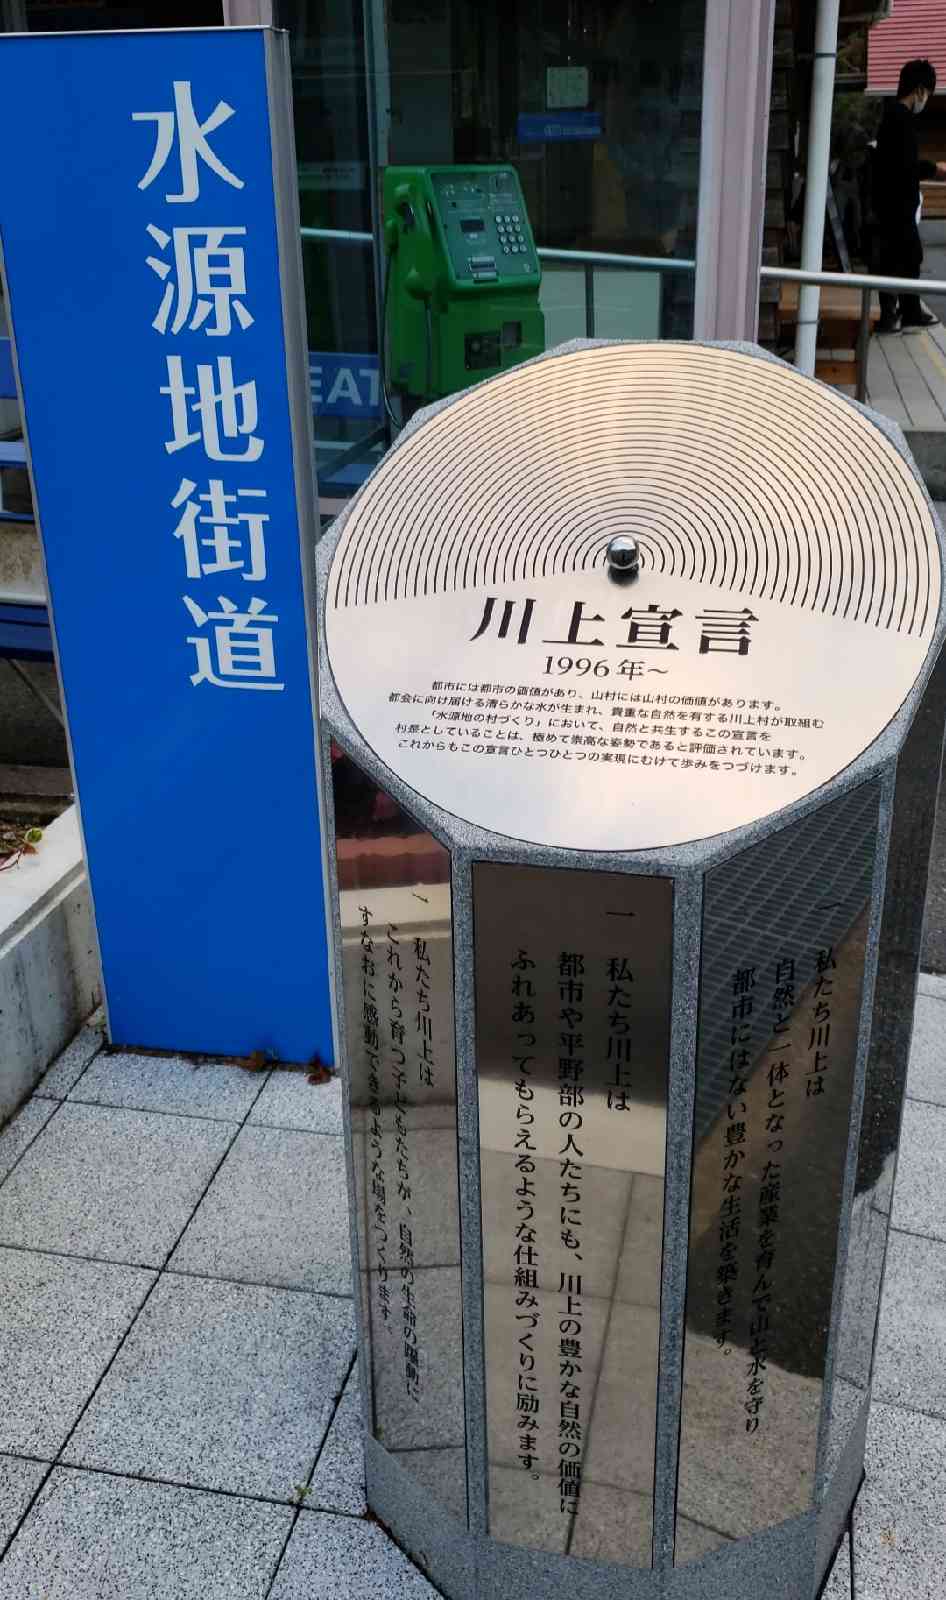 水源地街道
EAT
川上宣言
1996年～
都市には都市の価値があり、山村には山村の価値があります。
都会に向け届ける清らかな水が生まれ、貴重な自然を有する川上村が取組む
「水源地の村づくり」において、自然と共生するこの宣言を
村是としていることは、極めて崇高な姿勢であると評価されています。
これからもこの宣言ひとつひとつの実現にむけて歩みをつづけます。
一 私たち川上は
自然と一体となった産業を育んで山と水を守り
都市にはない豊かな生活を築きます。
一 私たち川上は
都市や平野部の人たちにも、川上の豊かな自然の価値に
ふれあってもらえるような仕組みづくりに励みます。
一 私たち川上は
これから育つ子どもたちが、自然の生命の躍動に
すなおに感動できるような場をつくります。